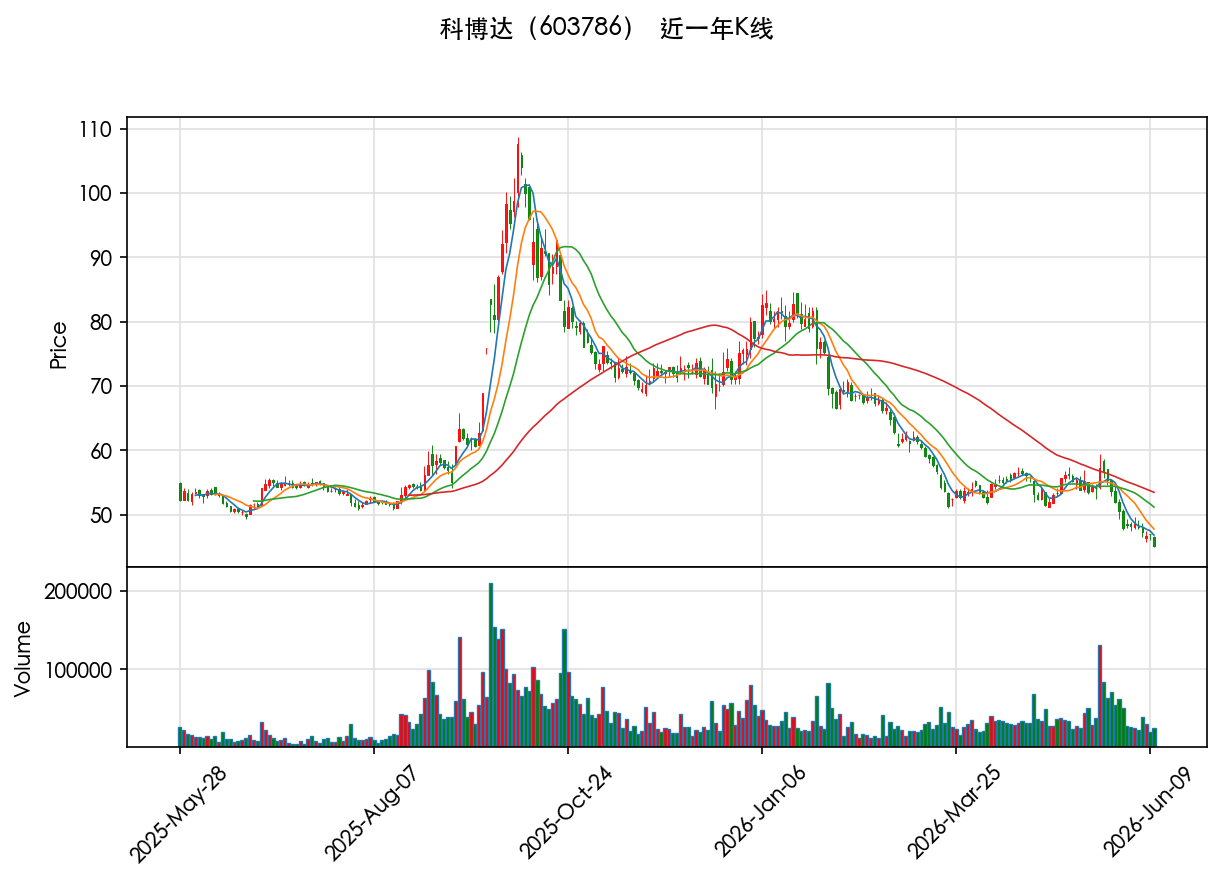 科博达（603786） 近一年K线
Price
110
100
90
80
70
60
50
Volume
200000
100000
2025-May-28
2025-Aug-07
2025-Oct-24
2026-Jan-06
2026-Mar-25
2026-Jun-09